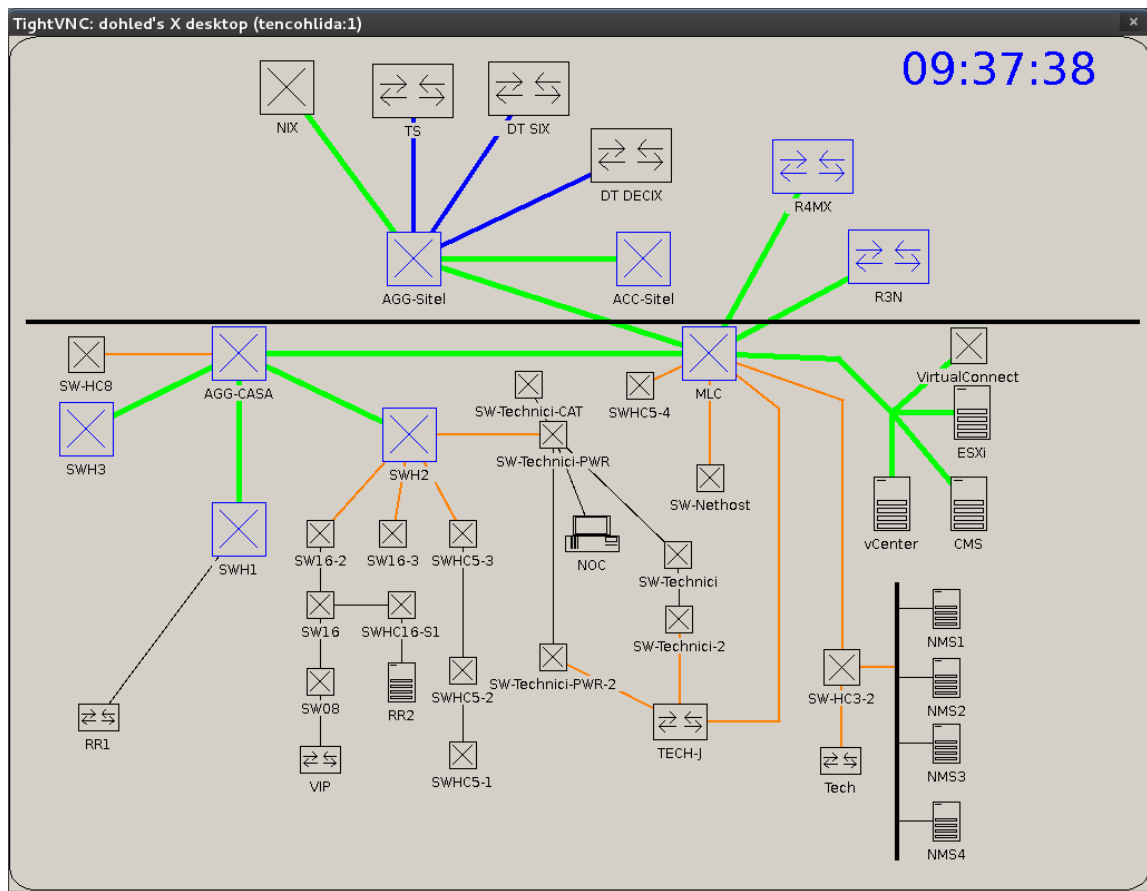 TightVNC: dohled's X desktop (tencohlida:1)
09:37:38
NIX
TS
DT SIX
DT DECIX
R4MX
AGG-Sitel
ACC-Sitel
R3N
SW-HC8
AGG-CASA
MLC
VirtualConnect
SW-Technici-CAT
SWHC5-4
SWH3
SWH2
SW-Technici-PWR
ESXi
SW-Nethost
SWH1
SW16-2
SW16-3
SWHC5-3
NOC
SW-Technici
vCenter
CMS
SW16
SWHC16-S1
SW-Technici-2
NMS1
SW08
RR2
SWHC5-2
SW-Technici-PWR-2
SW-HC3-2
NMS2
RR1
TECH-J
VIP
SWHC5-1
Tech
NMS3
NMS4